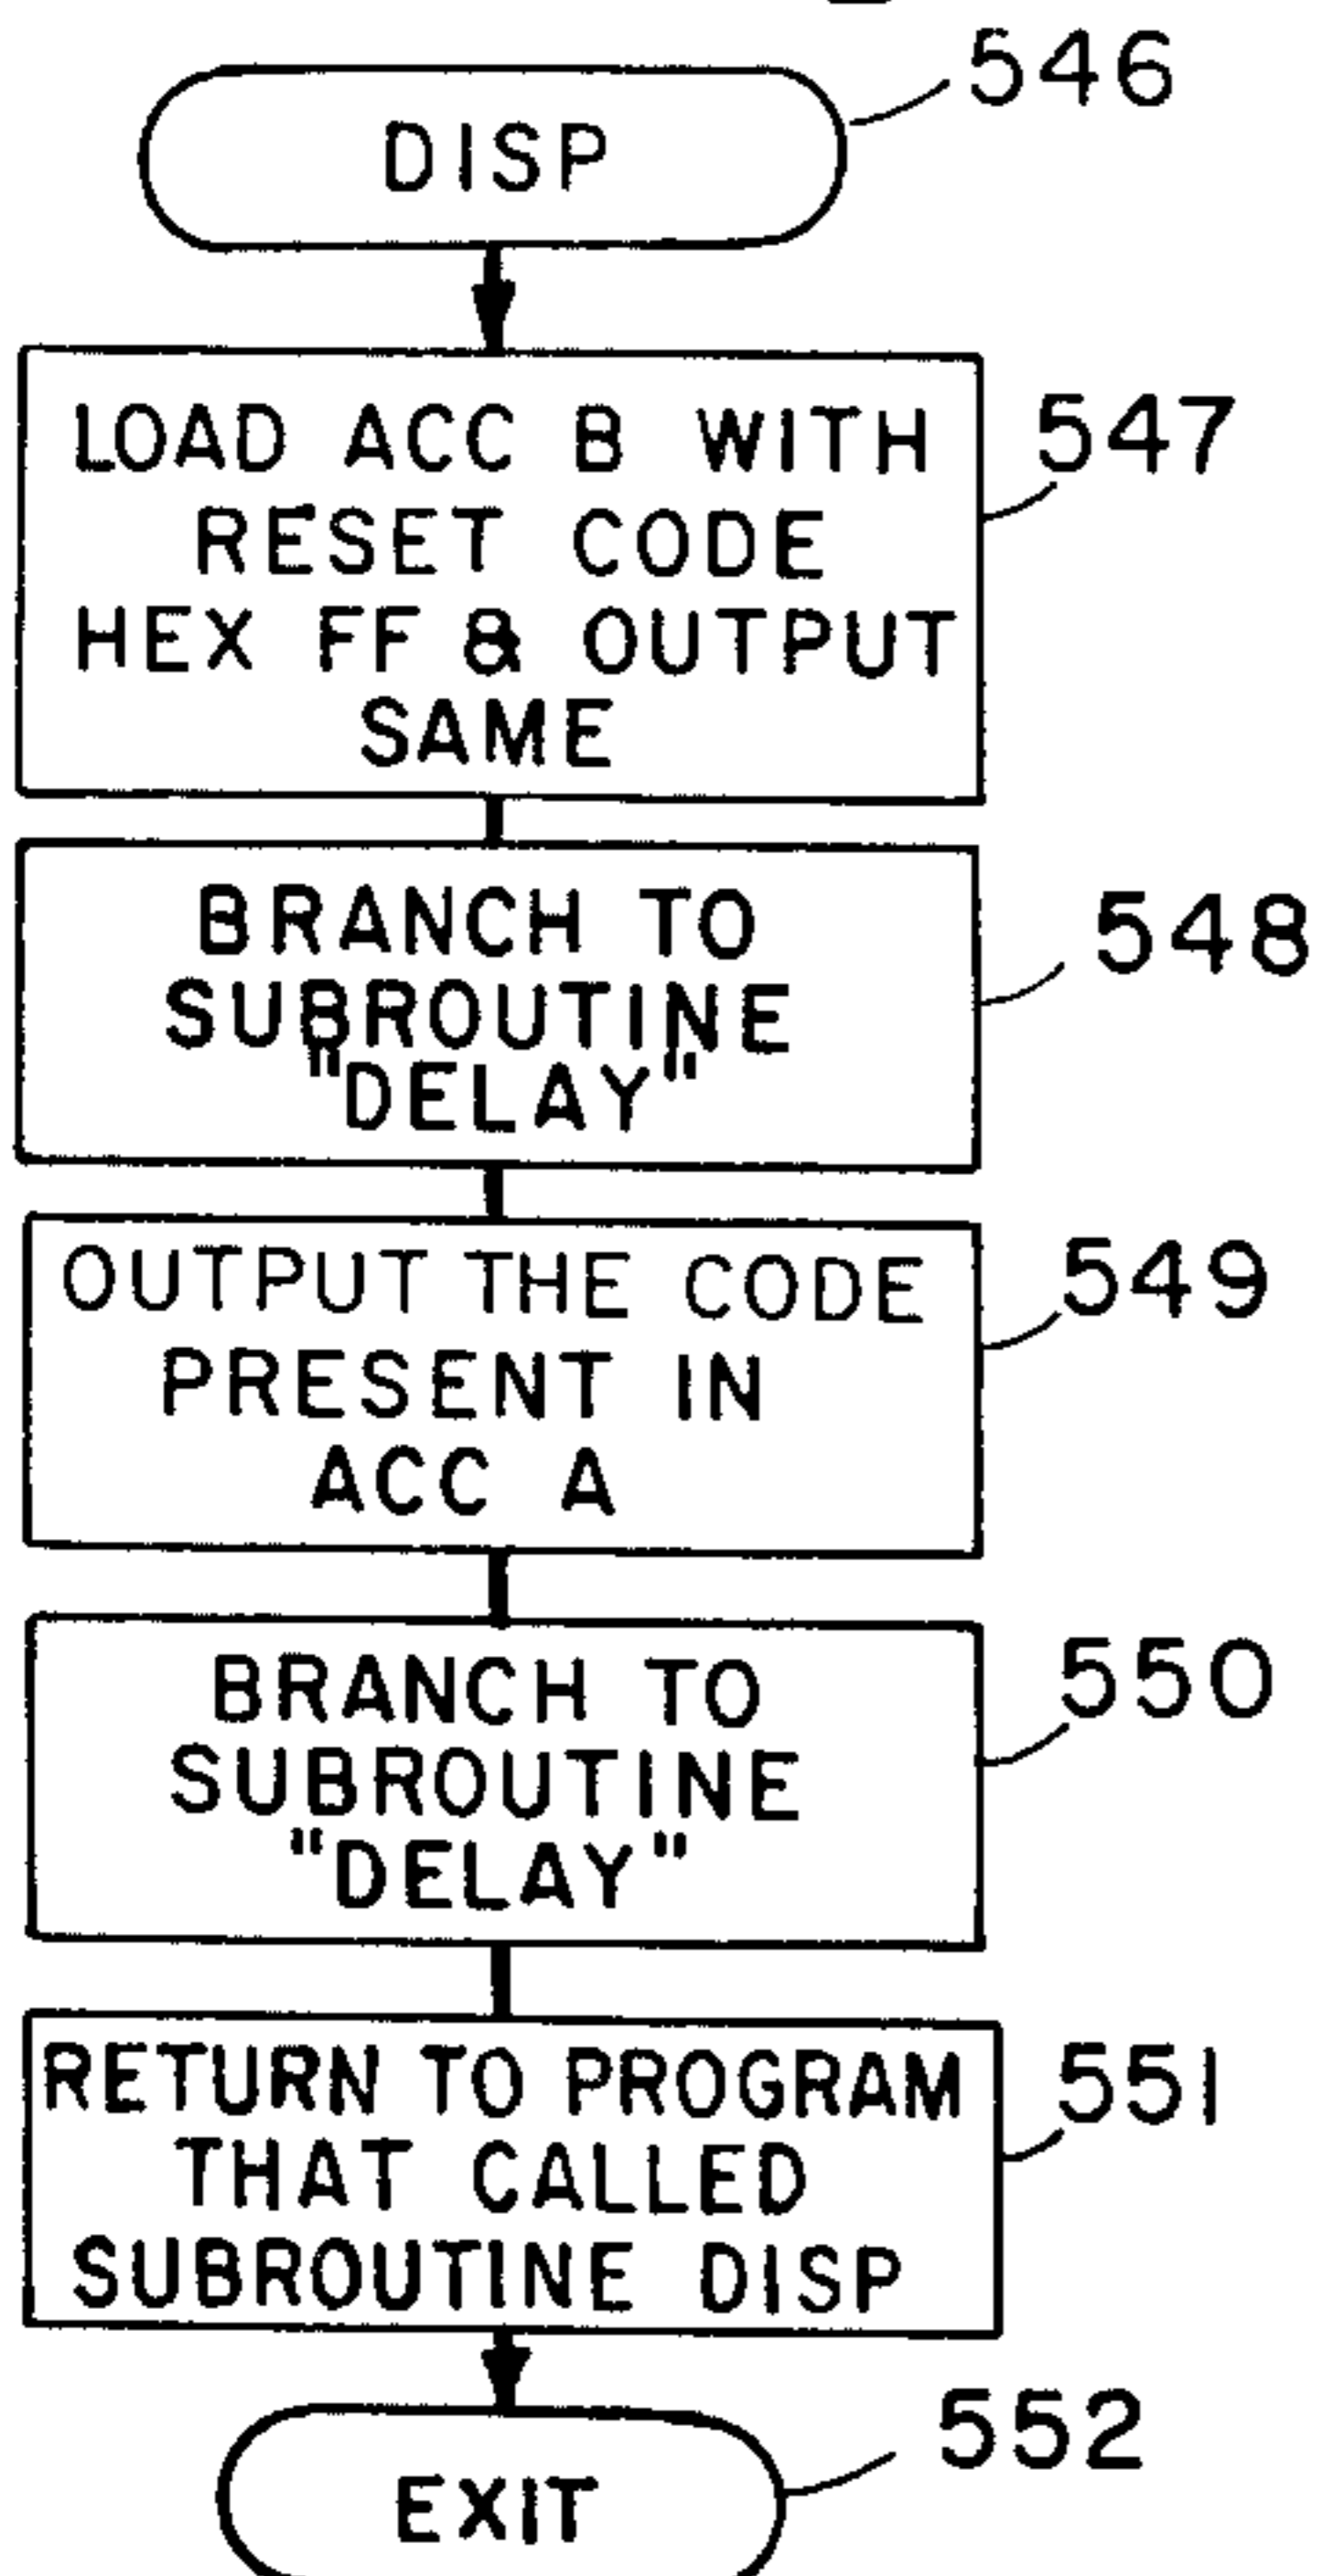 546
DISP
547
LOAD ACC B WITH
RESET CODE
HEX FF & OUTPUT
SAME
548
BRANCH TO
SUBROUTINE
"DELAY"
549
OUTPUT THE CODE
PRESENT IN
ACC A
550
BRANCH TO
SUBROUTINE
"DELAY"
551
RETURN TO PROGRAM
THAT CALLED
SUBROUTINE DISP
552
EXIT